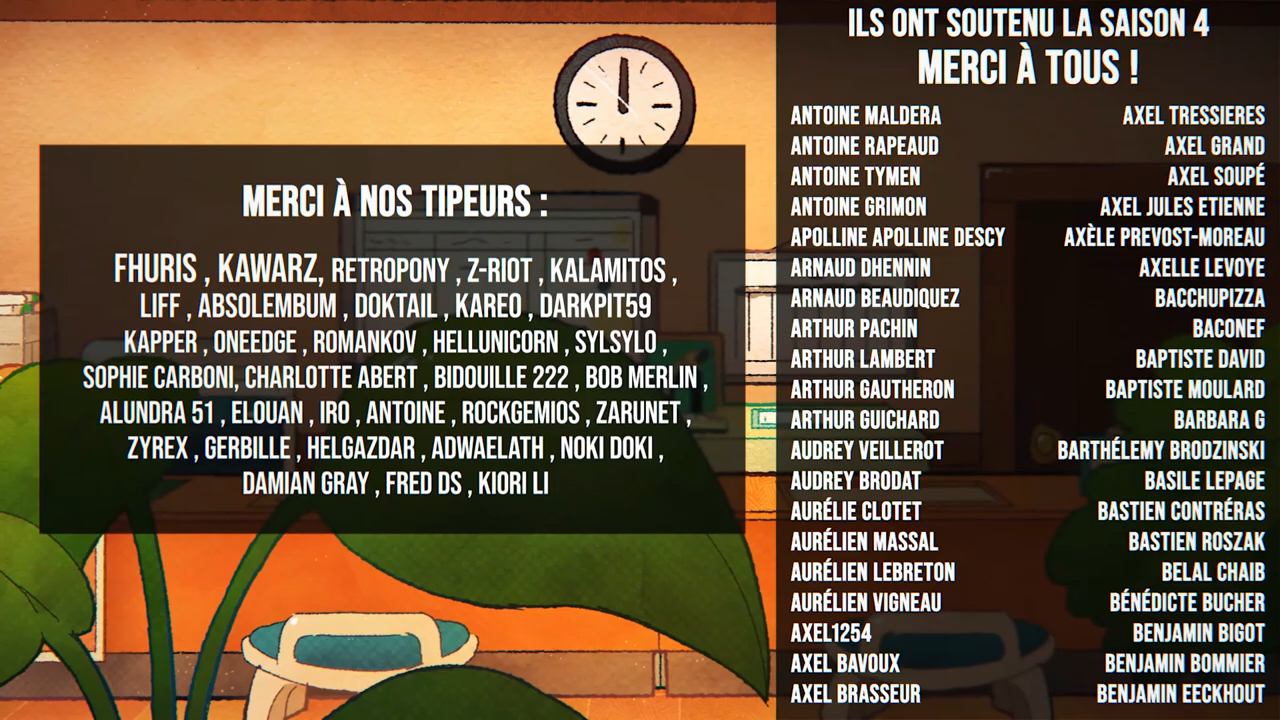 MERCI À NOS TIPEURS :
FHURIS , KAWARZ, RETROPONY , Z-RIOT , KALAMITOS ,
LIFF , ABSOLEMBUM , DOKTAIL , KAREO , DARKPIT59
KAPPER , ONEEDGE , ROMANKOV , HELLUNICORN , SYLSYLO ,
SOPHIE CARBONI, CHARLOTTE ABERT , BIDOUILLE 222 , BOB MERLIN ,
ALUNDRA 51 , ELOUAN , IRO , ANTOINE , ROCKGEMIOS , ZARUNET ,
ZYREX , GERBILLE , HELGAZDAR , ADWAELATH , NOKI DOKI ,
DAMIAN GRAY , FRED DS , KIORI LI
ILS ONT SOUTENU LA SAISON 4
MERCI À TOUS !
ANTOINE MALDERA
ANTOINE RAPEAUD
ANTOINE TYMEN
ANTOINE GRIMON
APOLLINE APOLLINE DESCY
ARNAUD DHENNIN
ARNAUD BEAUDIQUEZ
ARTHUR PACHIN
ARTHUR LAMBERT
ARTHUR GAUTHERON
ARTHUR GUICHARD
AUDREY VEILLEROT
AUDREY BRODAT
AURÉLIE CLOTET
AURÉLIEN MASSAL
AURÉLIEN LEBRETON
AURÉLIEN VIGNEAU
AXEL1254
AXEL BAVOUX
AXEL BRASSEUR
AXEL TRESSIERES
AXEL GRAND
AXEL SOUPÉ
AXEL JULES ETIENNE
AXÈLE PREVOST-MOREAU
AXELLE LEVOYE
BACCHUPIZZA
BACONEF
BAPTISTE DAVID
BAPTISTE MOULARD
BARBARA G
BARTHÉLEMY BRODZINSKI
BASILE LEPAGE
BASTIEN CONTRÉRAS
BASTIEN ROSZAK
BELAL CHAIB
BÉNÉDICTE BUCHER
BENJAMIN BIGOT
BENJAMIN BOMMIER
BENJAMIN EECKHOUT